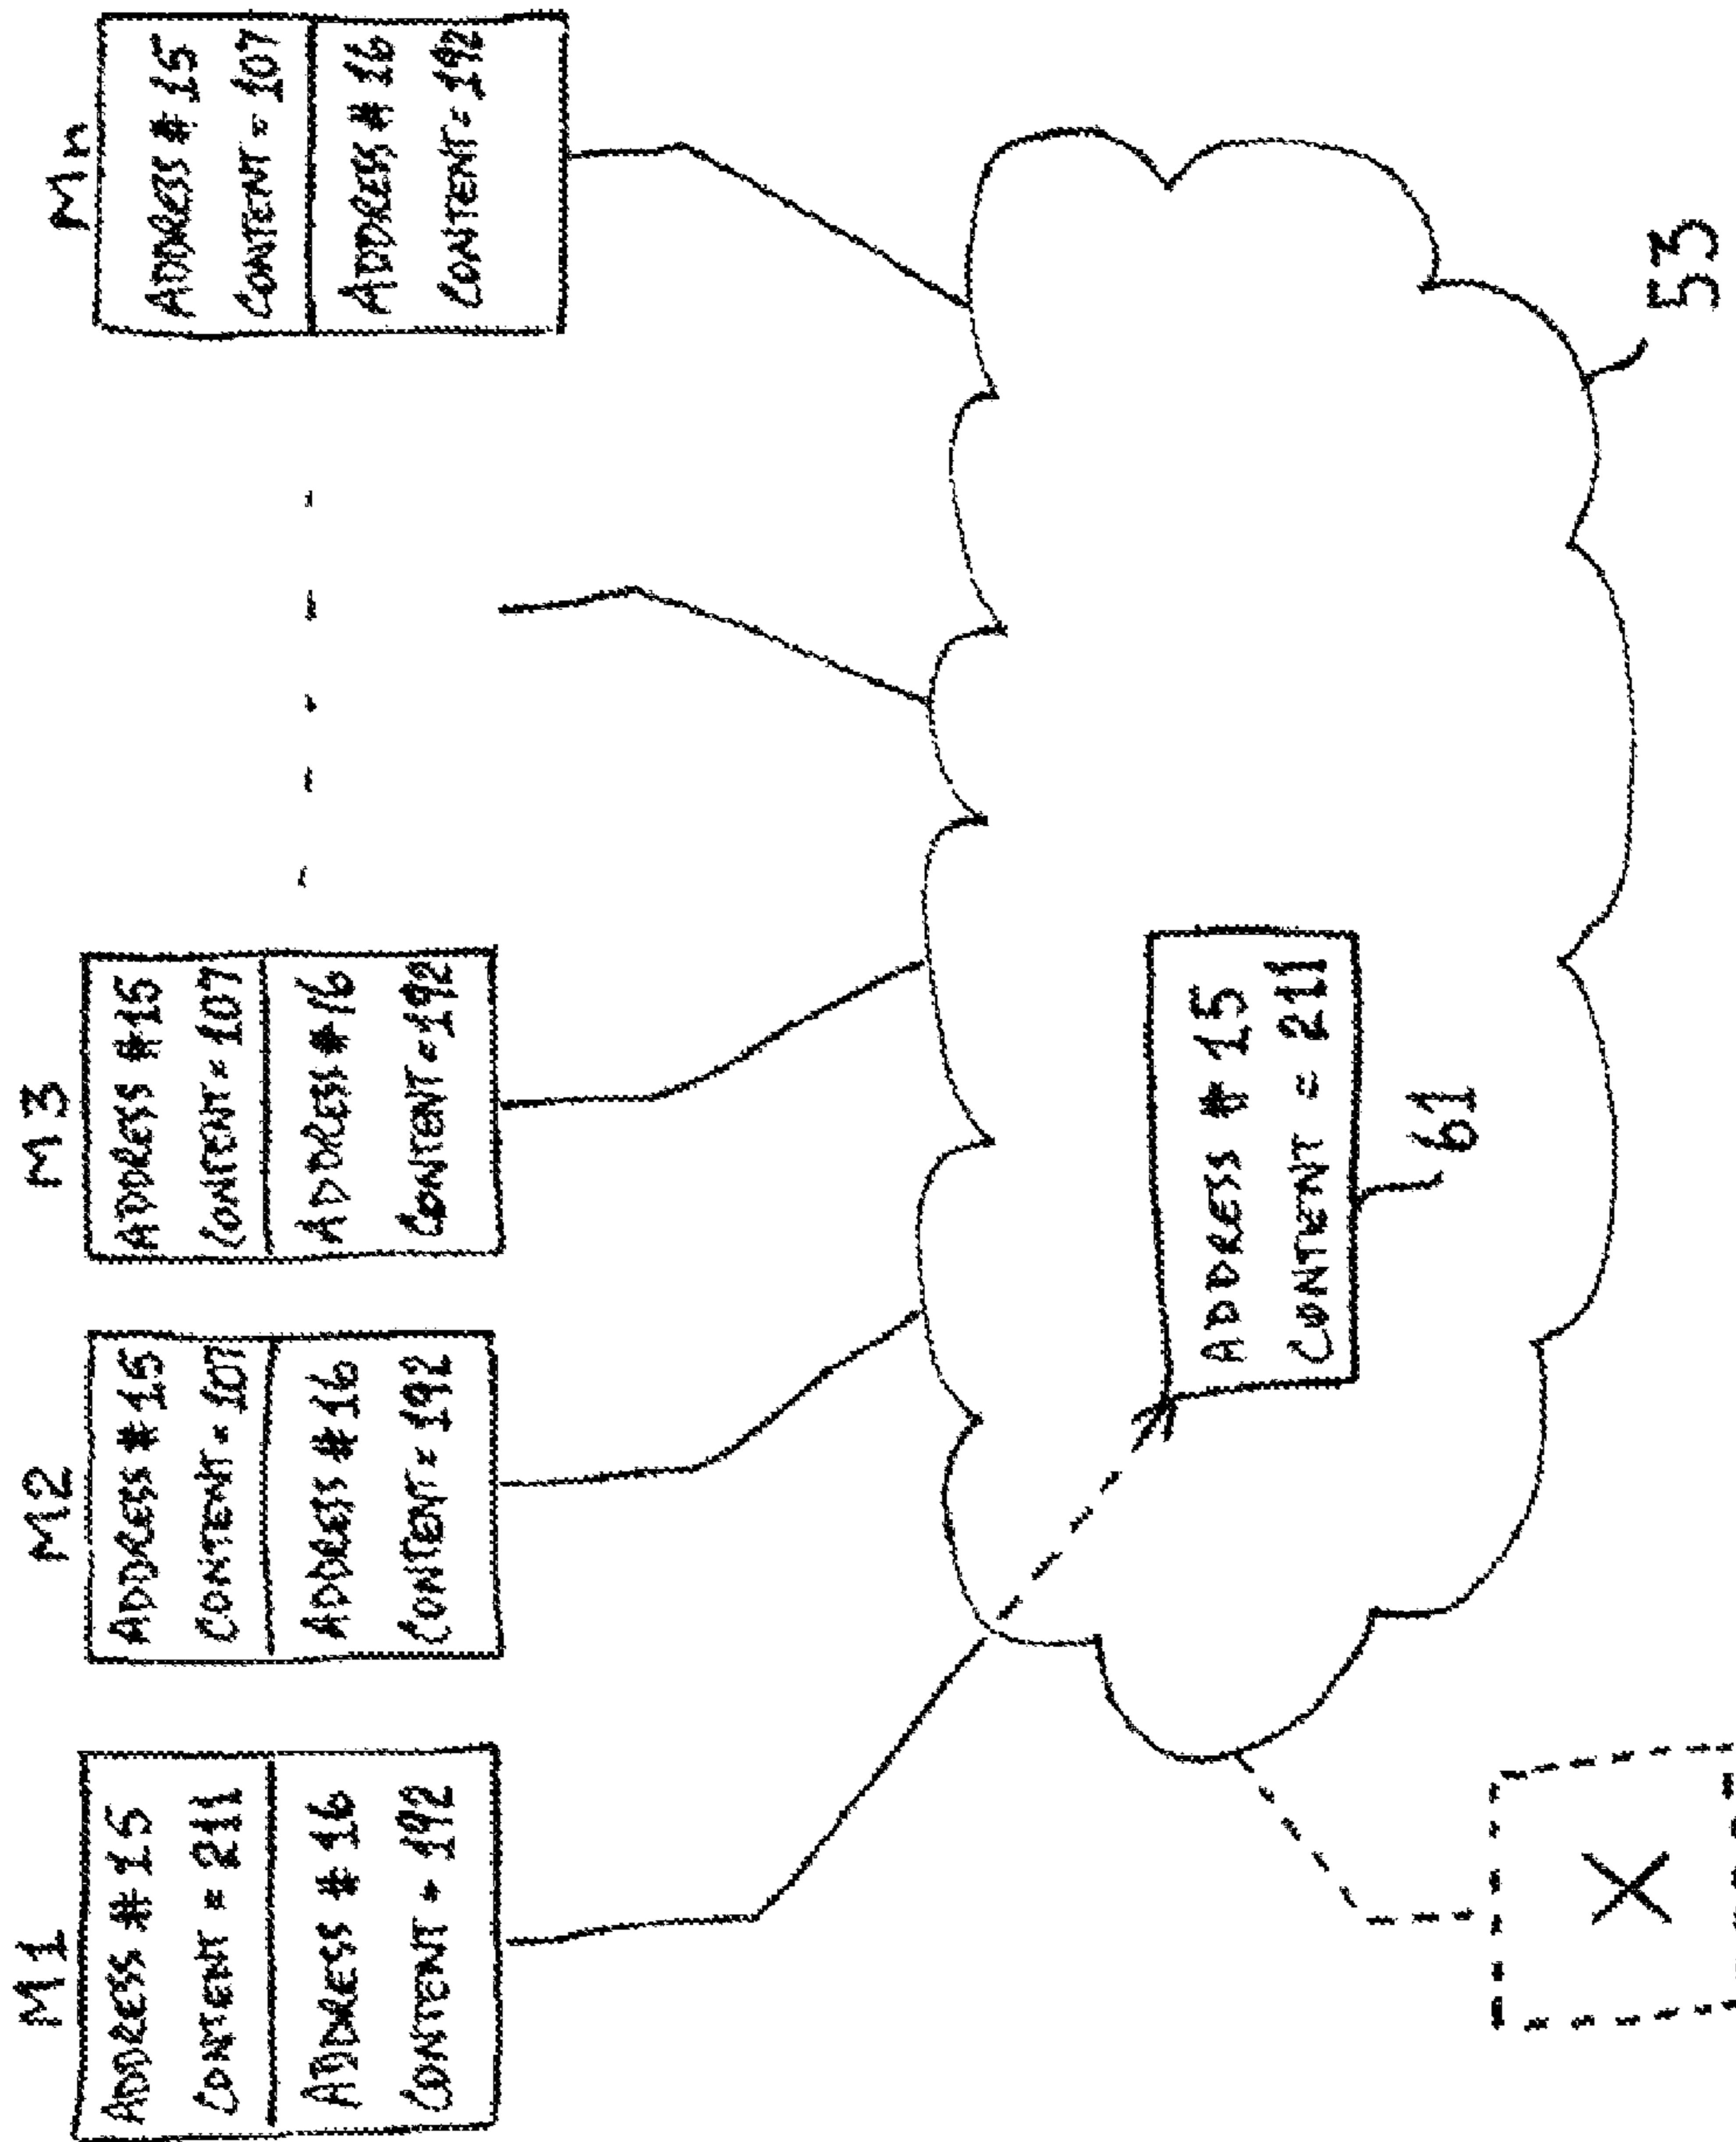 M1
ADDRESS # 15
CONTENT = 211
ADDRESS # 16
CONTENT = 192
M2
ADDRESS # 15
CONTENT = 107
ADDRESS # 16
CONTENT = 192
M3
ADDRESS #15
CONTENT = 107
ADDRESS #16
CONTENT = 192
Mn
ADDRESS # 15
CONTENT = 107
ADDRESS # 16
CONTENT = 192
ADDRESS # 15
CONTENT = 211
61
53
X